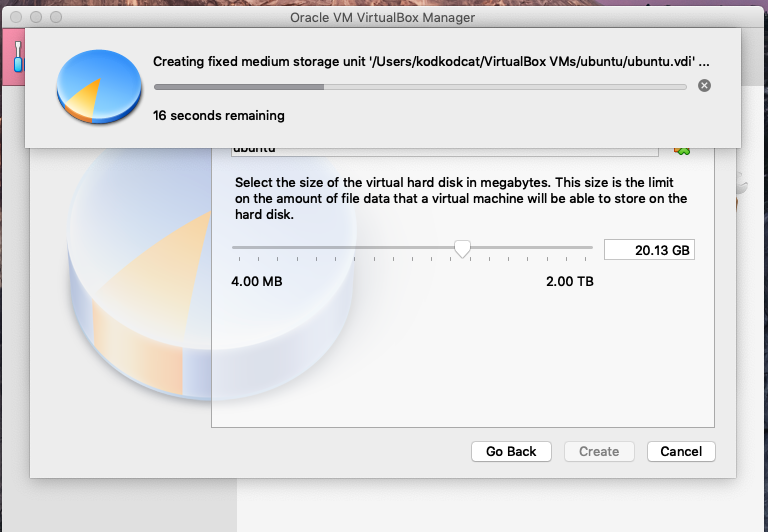 Oracle VM VirtualBox Manager
Creating fixed medium storage unit '/Users/kodkodcat/VirtualBox VMs/ubuntu/ubuntu.vdi' ...
16 seconds remaining
ubuntu
Select the size of the virtual hard disk in megabytes. This size is the limit
on the amount of file data that a virtual machine will be able to store on the
hard disk.
20.13 GB
4.00 MB
2.00 TB
Go Back
Create
Cancel